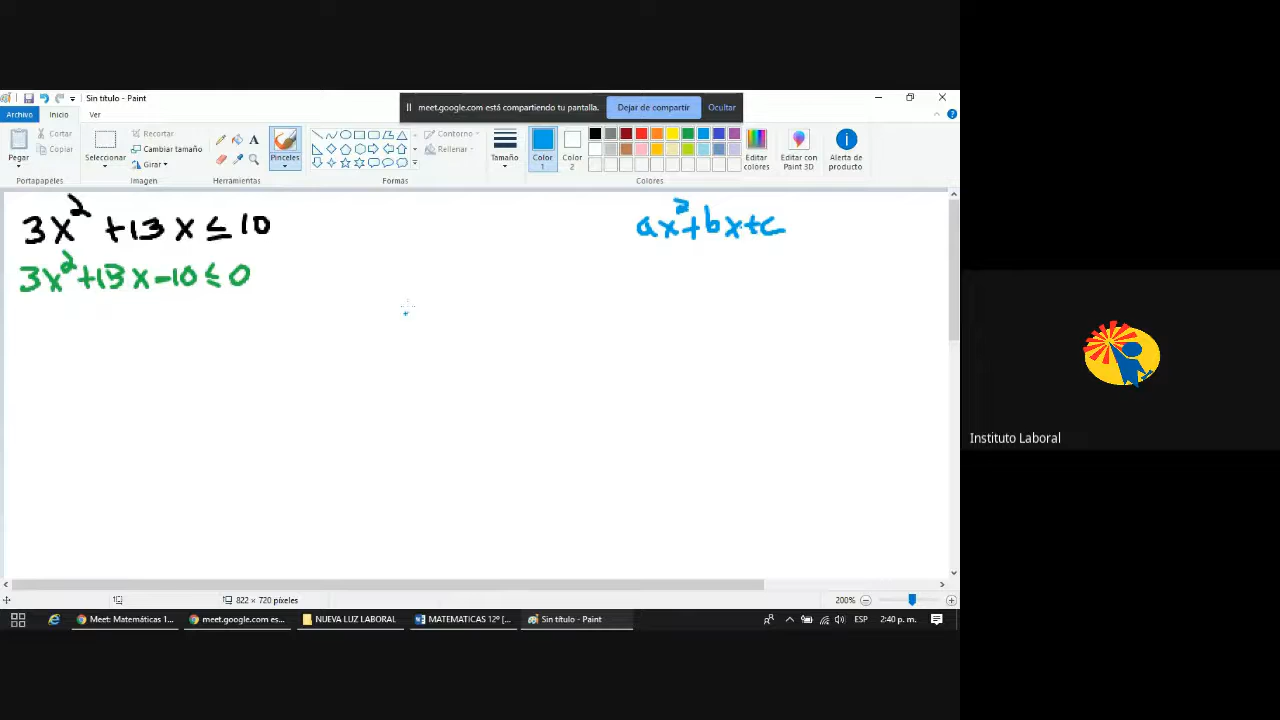 Sin título - Paint
meet.google.com está compartiendo tu pantalla.
Dejar de compartir
Ocultar
Archivo
Inicio
Ver
Pegar
Cortar
Copiar
Portapapeles
Seleccionar
Recortar
Cambiar tamaño
Girar
Imagen
A
Herramientas
Pinceles
Contorno
Rellenar
Formas
Tamaño
Color 1
Color 2
Editar colores
Colores
Editar con Paint 3D
Alerta de producto
3x² +13x ≤ 10
ax²+bx+c
3x²+13x-10 ≤ 0
Instituto Laboral
822 × 720 píxeles
200%
Meet: Matemáticas 1...
meet.google.com es...
NUEVA LUZ LABORAL
MATEMATICAS 12º [...
Sin título - Paint
ESP
2:40 p. m.